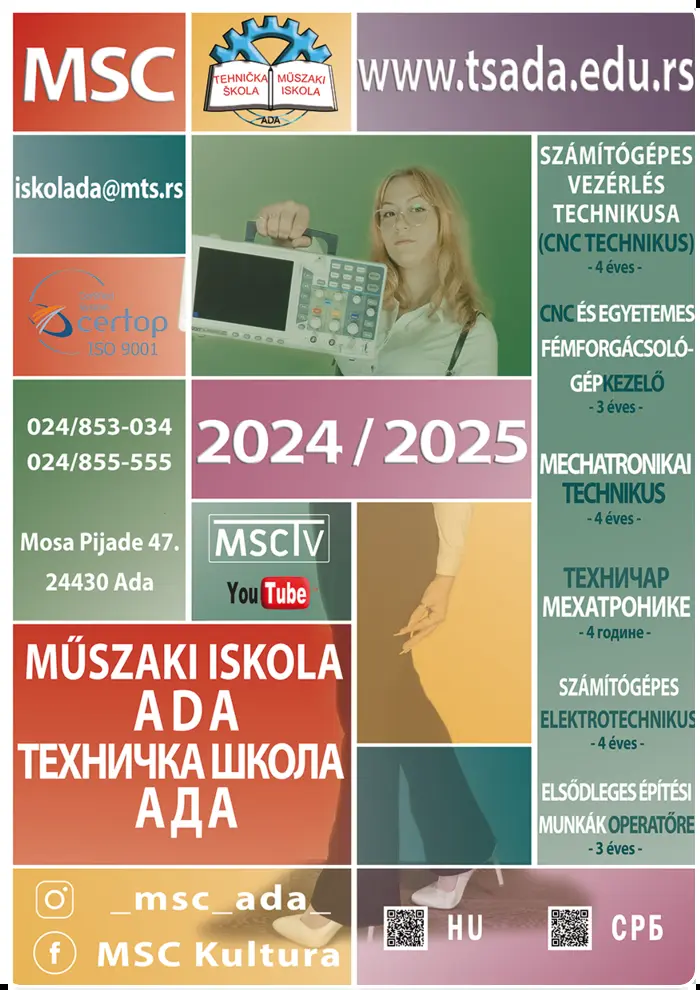 MSC
TEHNIČKA
ŠKOLA
MŰSZAKI
ISKOLA
ADA
www.tsada.edu.rs
iskolada@mts.rs
certop
ISO 9001
024/853-034
024/855-555
Mosa Pijade 47.
24430 Ada
2024 / 2025
MSCTV
YouTube
MŰSZAKI ISKOLA
ADA
ТЕХНИЧКА ШКОЛА
АДА
SZÁMÍTÓGÉPES
VEZÉRLÉS
TECHNIKUSA
(CNC TECHNIKUS)
- 4 éves -
CNC ÉS EGYETEMES
FÉMFORGÁCSOLÓ-
GÉPKEZELŐ
- 3 éves -
MECHATRONIKAI
TECHNIKUS
- 4 éves -
ТЕХНИЧАР
МЕХАТРОНИКЕ
- 4 године -
SZÁMÍTÓGÉPES
ELEKTROTECHNIKUS
- 4 éves -
ELSŐDLEGES ÉPÍTÉSI
MUNKÁK OPERATŐRE
- 3 éves -
_msc_ada_
MSC Kultura
HU
СРБ